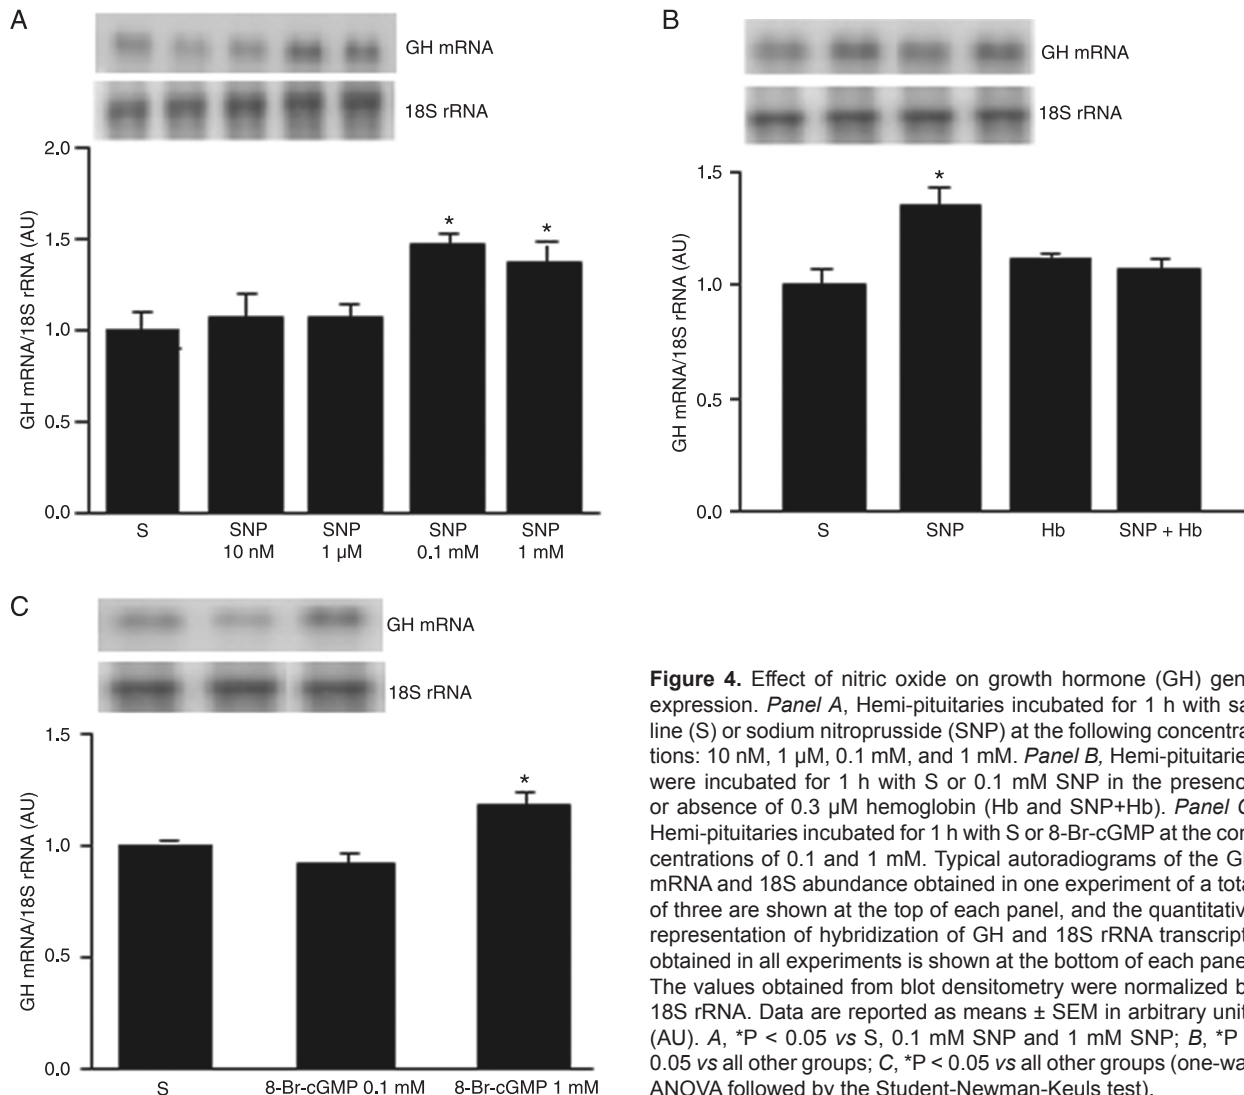 A
GH mRNA
18S rRNA
2.0
1.5
1.0
0.5
0.0
GH mRNA/18S rRNA (AU)
* *
S SNP SNP SNP SNP
10 nM 1 µM 0.1 mM 1 mM
B
GH mRNA
18S rRNA
1.5
1.0
0.5
0.0
GH mRNA/18S rRNA (AU)
*
S SNP Hb SNP + Hb
C
GH mRNA
18S rRNA
1.5
1.0
0.5
0.0
GH mRNA/18S rRNA (AU)
*
S 8-Br-cGMP 0.1 mM 8-Br-cGMP 1 mM
Figure 4. Effect of nitric oxide on growth hormone (GH) gen
expression. Panel A, Hemi-pituitaries incubated for 1 h with sa
line (S) or sodium nitroprusside (SNP) at the following concentra
tions: 10 nM, 1 µM, 0.1 mM, and 1 mM. Panel B, Hemi-pituitarie
were incubated for 1 h with S or 0.1 mM SNP in the presenc
or absence of 0.3 µM hemoglobin (Hb and SNP+Hb). Panel C
Hemi-pituitaries incubated for 1 h with S or 8-Br-cGMP at the con
centrations of 0.1 and 1 mM. Typical autoradiograms of the G
mRNA and 18S abundance obtained in one experiment of a tota
of three are shown at the top of each panel, and the quantitativ
representation of hybridization of GH and 18S rRNA transcript
obtained in all experiments is shown at the bottom of each pane
The values obtained from blot densitometry were normalized b
18S rRNA. Data are reported as means ± SEM in arbitrary unit
(AU). A, *P < 0.05 vs S, 0.1 mM SNP and 1 mM SNP; B, *P
0.05 vs all other groups; C, *P < 0.05 vs all other groups (one-wa
ANOVA followed by the Student-Newman-Keuls test).